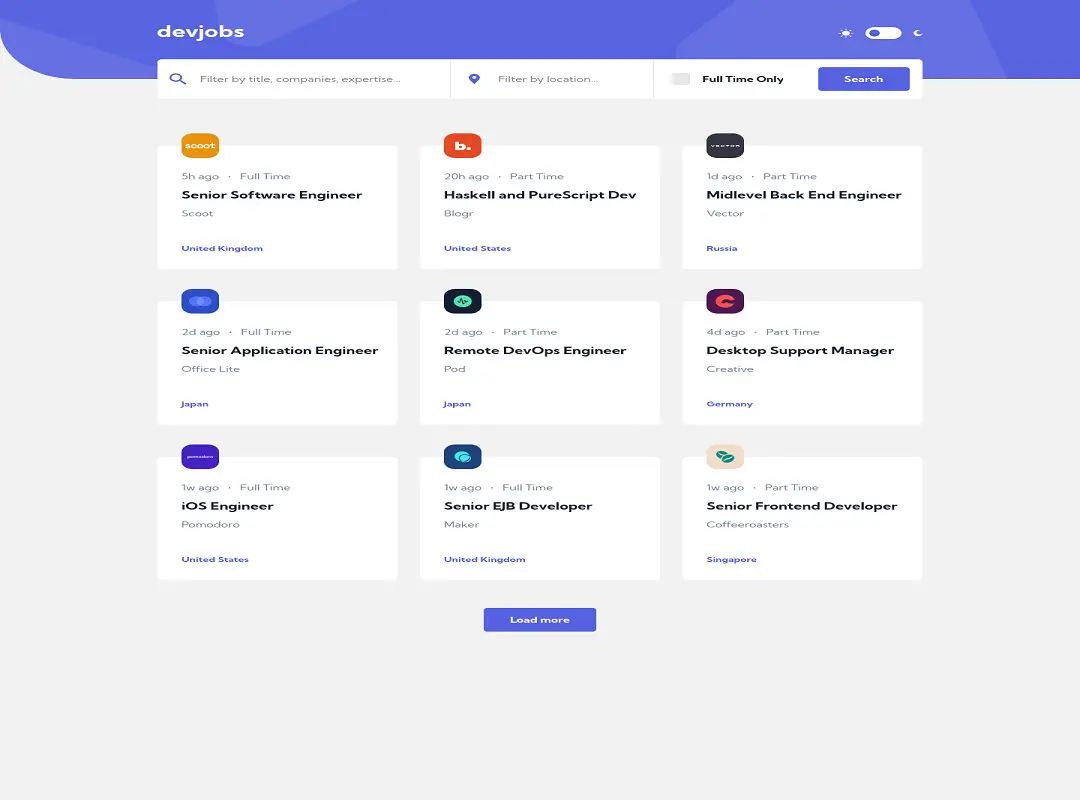 devjobs
Filter by title, companies, expertise...
Filter by location...
Full Time Only
Search
scoot
5h ago · Full Time
Senior Software Engineer
Scoot
United Kingdom
b.
20h ago · Part Time
Haskell and PureScript Dev
Blogr
United States
VECTOR
1d ago · Part Time
Midlevel Back End Engineer
Vector
Russia
2d ago · Full Time
Senior Application Engineer
Office Lite
Japan
2d ago · Part Time
Remote DevOps Engineer
Pod
Japan
4d ago · Part Time
Desktop Support Manager
Creative
Germany
pomodoro
1w ago · Full Time
iOS Engineer
Pomodoro
United States
1w ago · Full Time
Senior EJB Developer
Maker
United Kingdom
1w ago · Part Time
Senior Frontend Developer
Coffeeroasters
Singapore
Load more